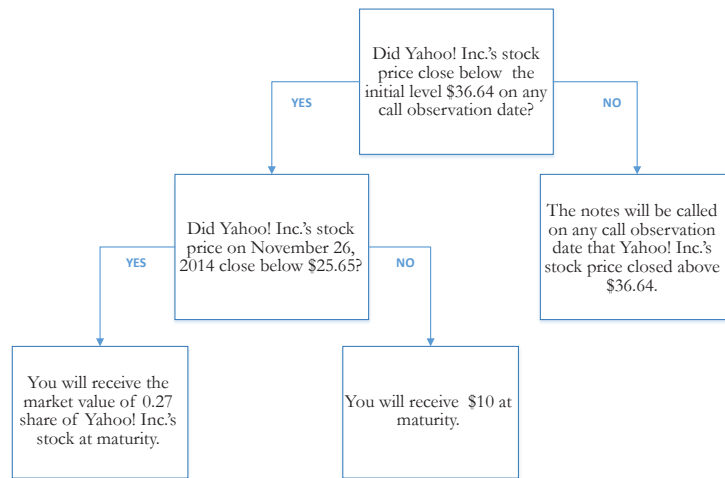 Did Yahoo! Inc.'s stock
price close below the
initial level $36.64 on any
call observation date?
YES
NO
Did Yahoo! Inc.'s stock
price on November 26,
2014 close below $25.65?
The notes will be called
on any call observation
date that Yahoo! Inc.'s
stock price closed above
$36.64.
YES
NO
You will receive the
market value of 0.27
share of Yahoo! Inc.'s
stock at maturity.
You will receive $10 at
maturity.